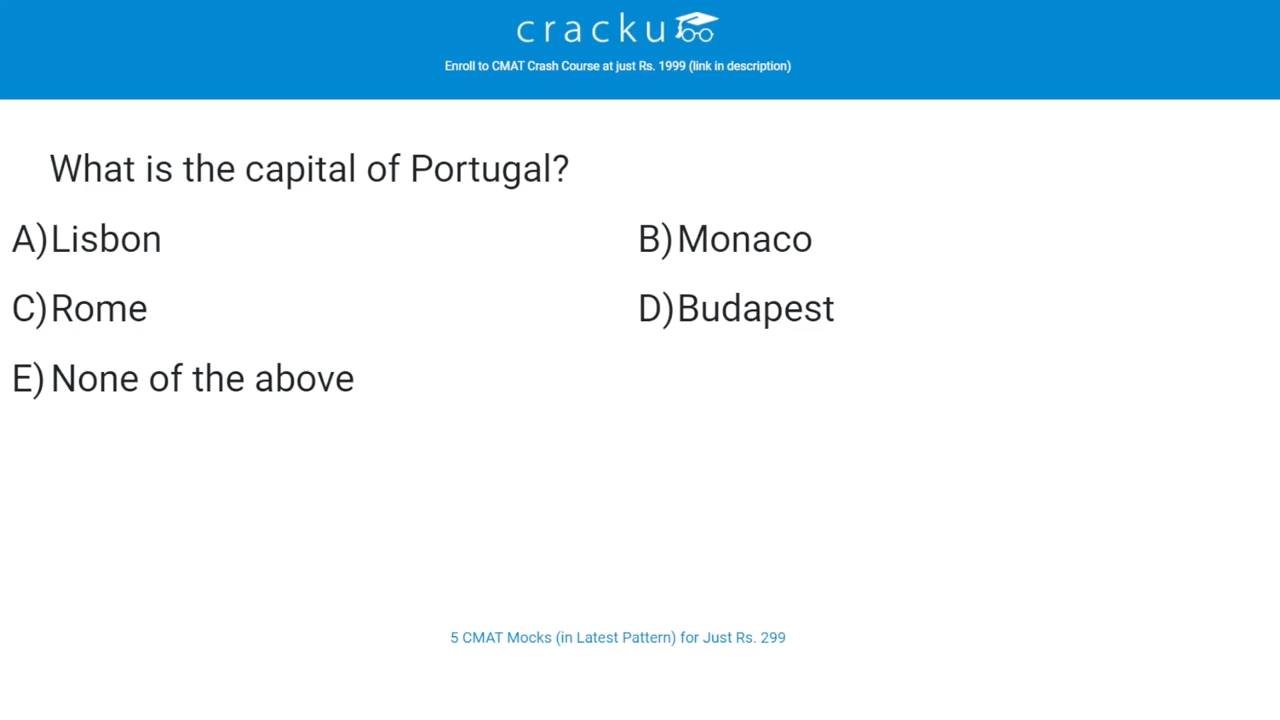 cracku
Enroll to CMAT Crash Course at just Rs. 1999 (link in description)
What is the capital of Portugal?
A) Lisbon
B) Monaco
C) Rome
D) Budapest
E) None of the above
5 CMAT Mocks (in Latest Pattern) for Just Rs. 299